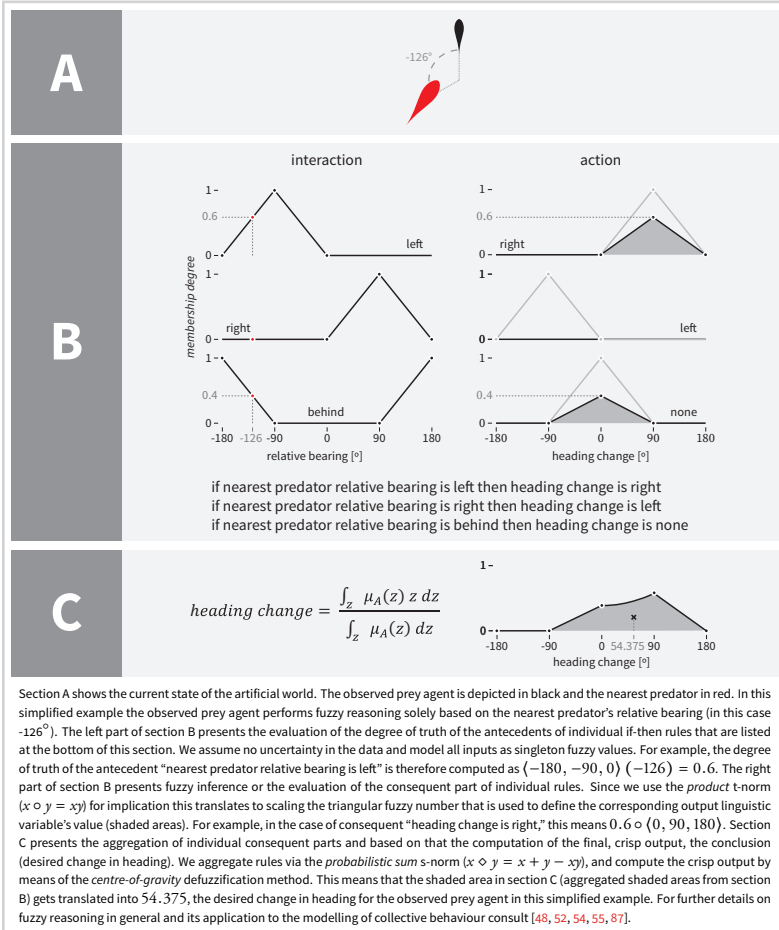 A
-126°
B
interaction
action
membership degree
1
0.6
0
left
1
0.6
0
right
1
0
right
1
0
left
1
0.4
0
behind
-180 -126 -90 0 90 180
relative bearing [º]
1
0.4
0
none
-180 -90 0 90 180
heading change [º]
if nearest predator relative bearing is left then heading change is right
if nearest predator relative bearing is right then heading change is left
if nearest predator relative bearing is behind then heading change is none
C
heading change = ∫z μA(z) z dz / ∫z μA(z) dz
1
0
-180 -90 0 54.375 90 180
heading change [º]
Section A shows the current state of the artificial world. The observed prey agent is depicted in black and the nearest predator in red. In this
simplified example the observed prey agent performs fuzzy reasoning solely based on the nearest predator's relative bearing (in this case
-126°). The left part of section B presents the evaluation of the degree of truth of the antecedents of individual if-then rules that are listed
at the bottom of this section. We assume no uncertainty in the data and model all inputs as singleton fuzzy values. For example, the degree
of truth of the antecedent “nearest predator relative bearing is left” is therefore computed as ⟨−180, −90, 0⟩ (−126) = 0.6. The right
part of section B presents fuzzy inference or the evaluation of the consequent part of individual rules. Since we use the product t-norm
(x ∘ y = xy) for implication this translates to scaling the triangular fuzzy number that is used to define the corresponding output linguistic
variable's value (shaded areas). For example, in the case of consequent “heading change is right,” this means 0.6 ∘ ⟨0, 90, 180⟩. Section
C presents the aggregation of individual consequent parts and based on that the computation of the final, crisp output, the conclusion
(desired change in heading). We aggregate rules via the probabilistic sum s-norm (x ⋄ y = x + y − xy), and compute the crisp output by
means of the centre-of-gravity defuzzification method. This means that the shaded area in section C (aggregated shaded areas from section
B) gets translated into 54.375, the desired change in heading for the observed prey agent in this simplified example. For further details on
fuzzy reasoning in general and its application to the modelling of collective behaviour consult [48, 52, 54, 55, 87].